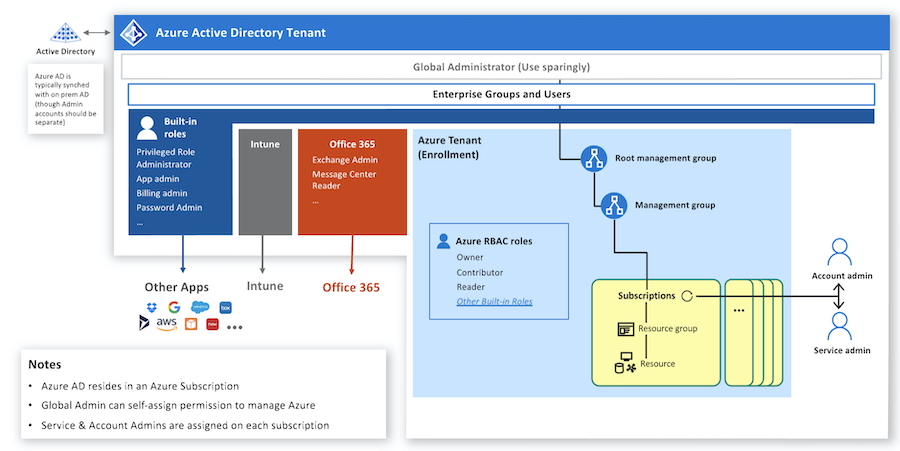 Azure Active Directory Tenant
Active Directory
Azure AD is
typically synched
with on prem AD
(though Admin
accounts should be
separate)
Global Administrator (Use sparingly)
Enterprise Groups and Users
Built-in
roles
Privileged Role
Administrator
App admin
Billing admin
Password Admin
...
Intune
Office 365
Exchange Admin
Message Center
Reader
...
Azure Tenant
(Enrollment)
Root management group
Management group
Azure RBAC roles
Owner
Contributor
Reader
Other Built-in Roles
Subscriptions
Resource group
Resource
...
Account admin
Service admin
Other Apps
Intune
Office 365
box
aws
...
Notes
• Azure AD resides in an Azure Subscription
• Global Admin can self-assign permission to manage Azure
• Service & Account Admins are assigned on each subscription